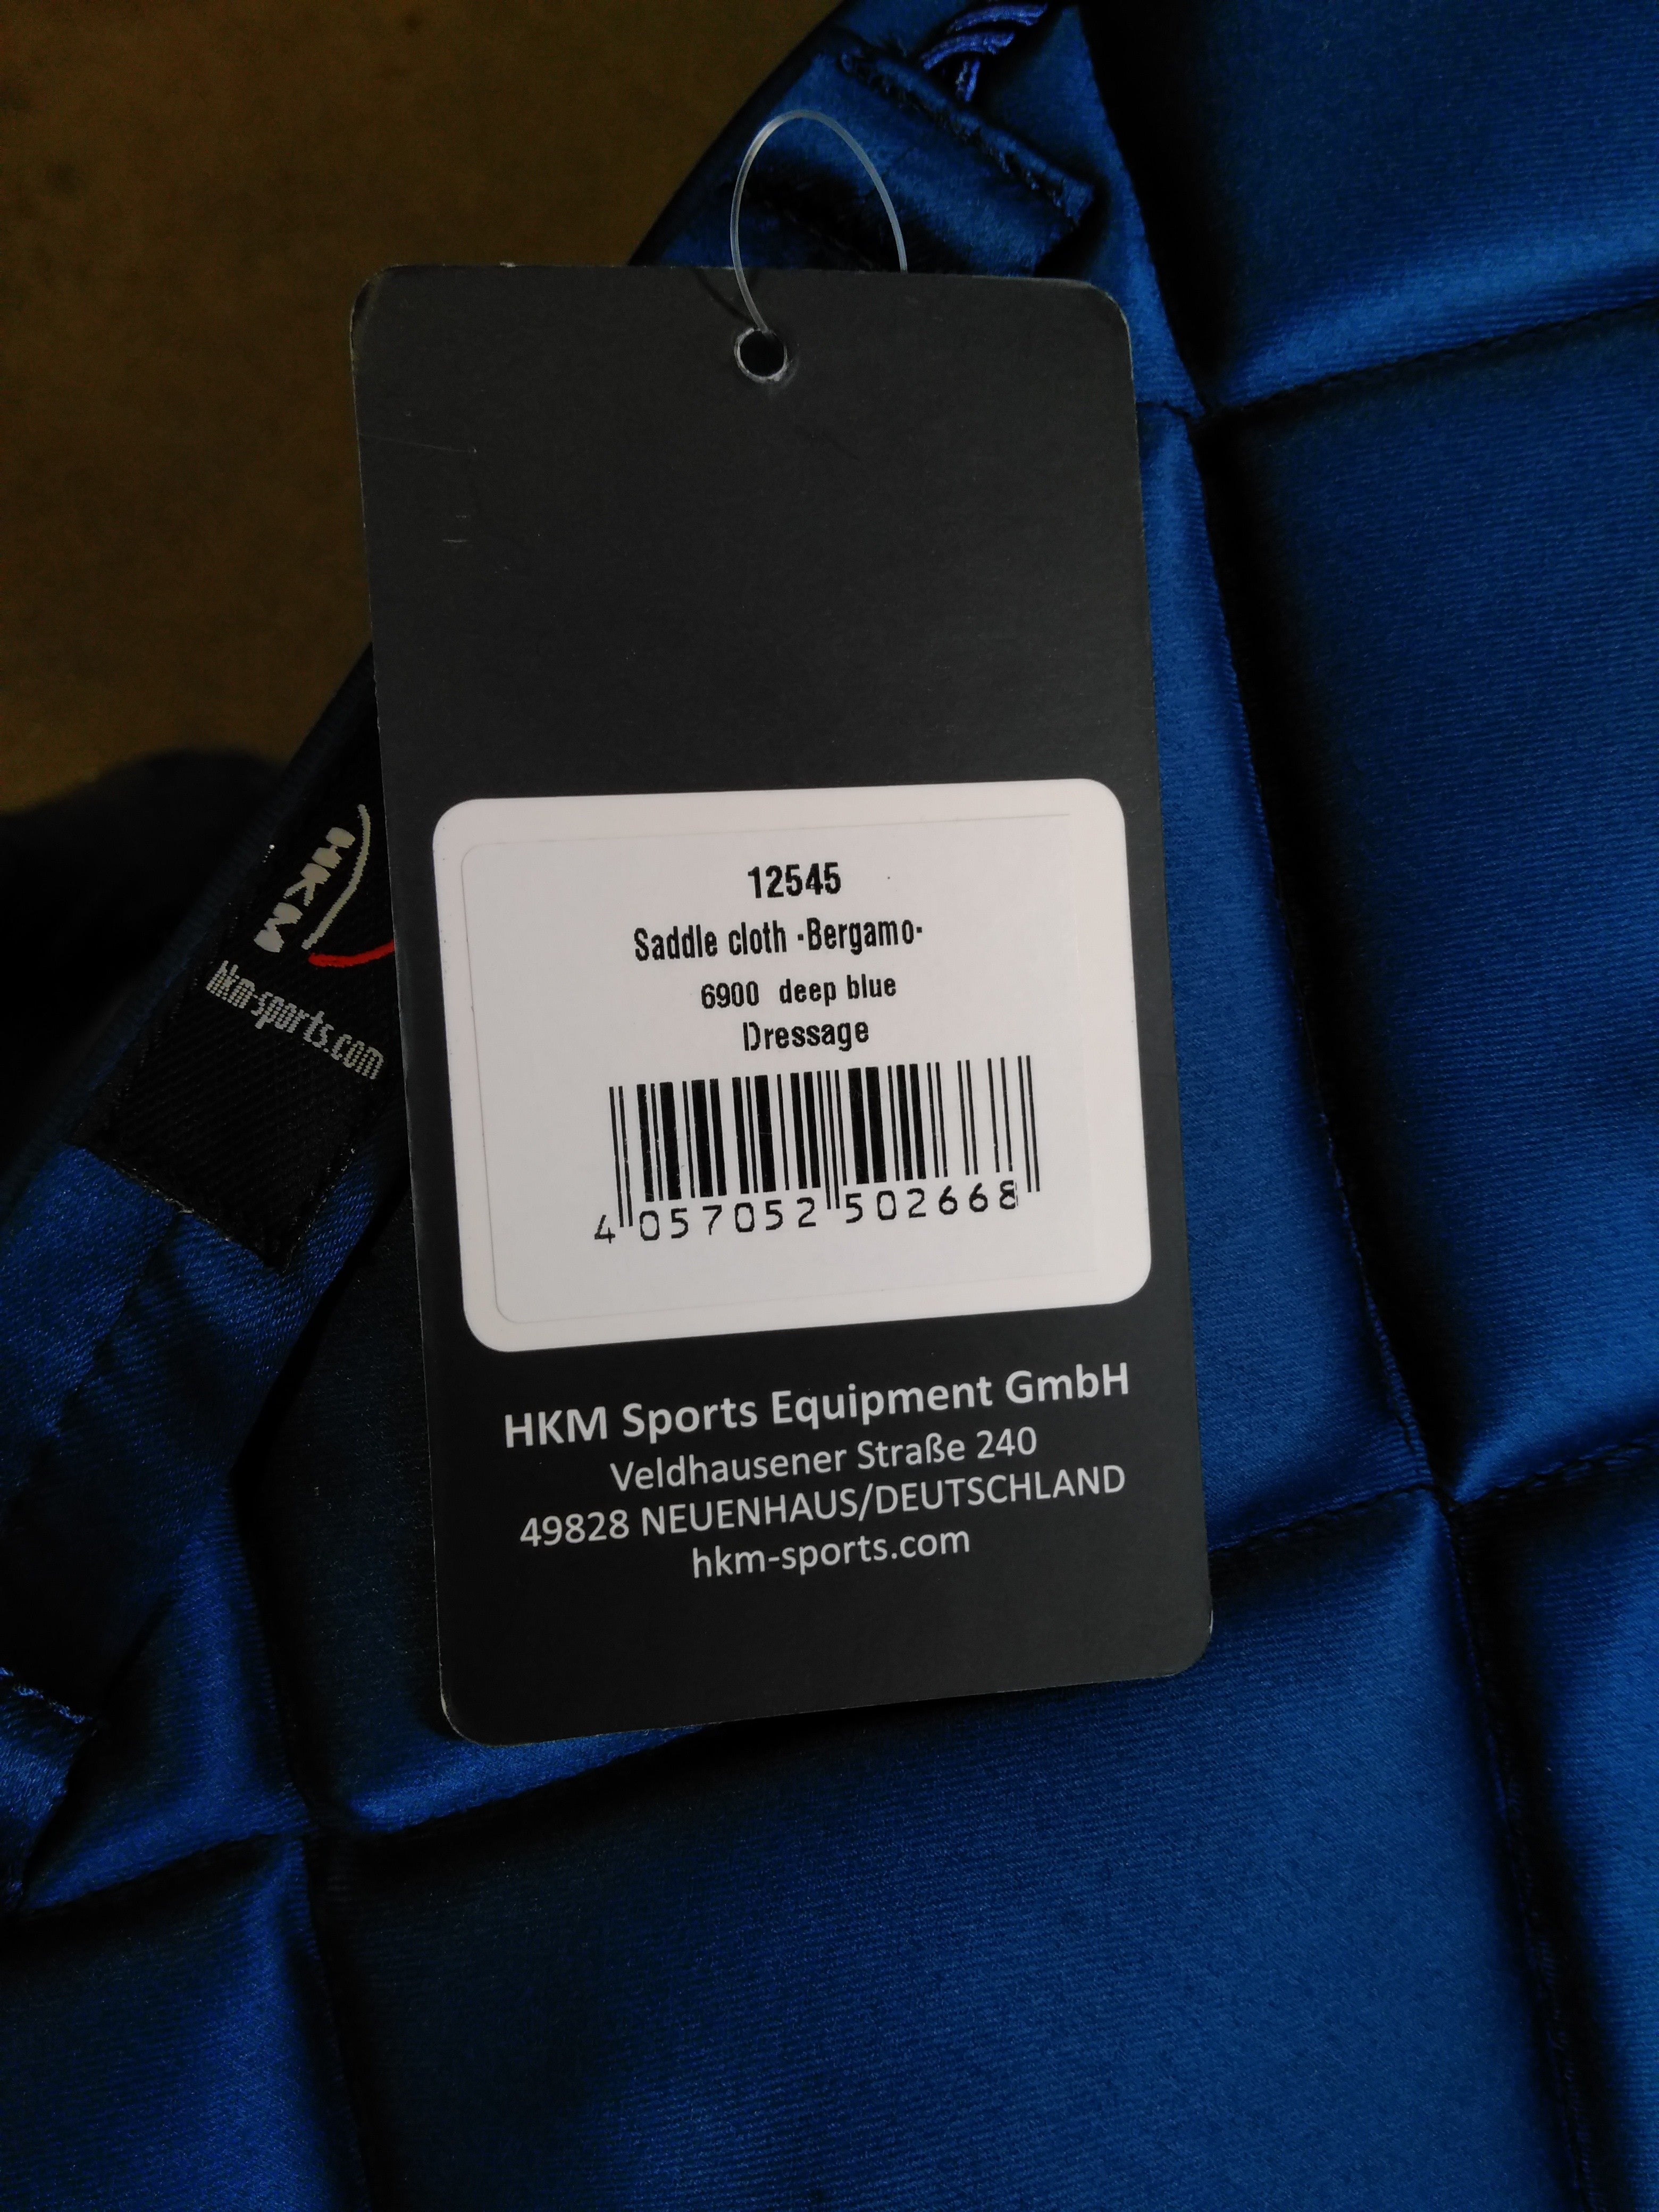 12545
Saddle cloth -Bergamo-
6900 deep blue
Dressage
4 057052 502668
HKM Sports Equipment GmbH
Veldhausener Straße 240
49828 NEUENHAUS/DEUTSCHLAND
hkm-sports.com
HKM
hkm-sports.com